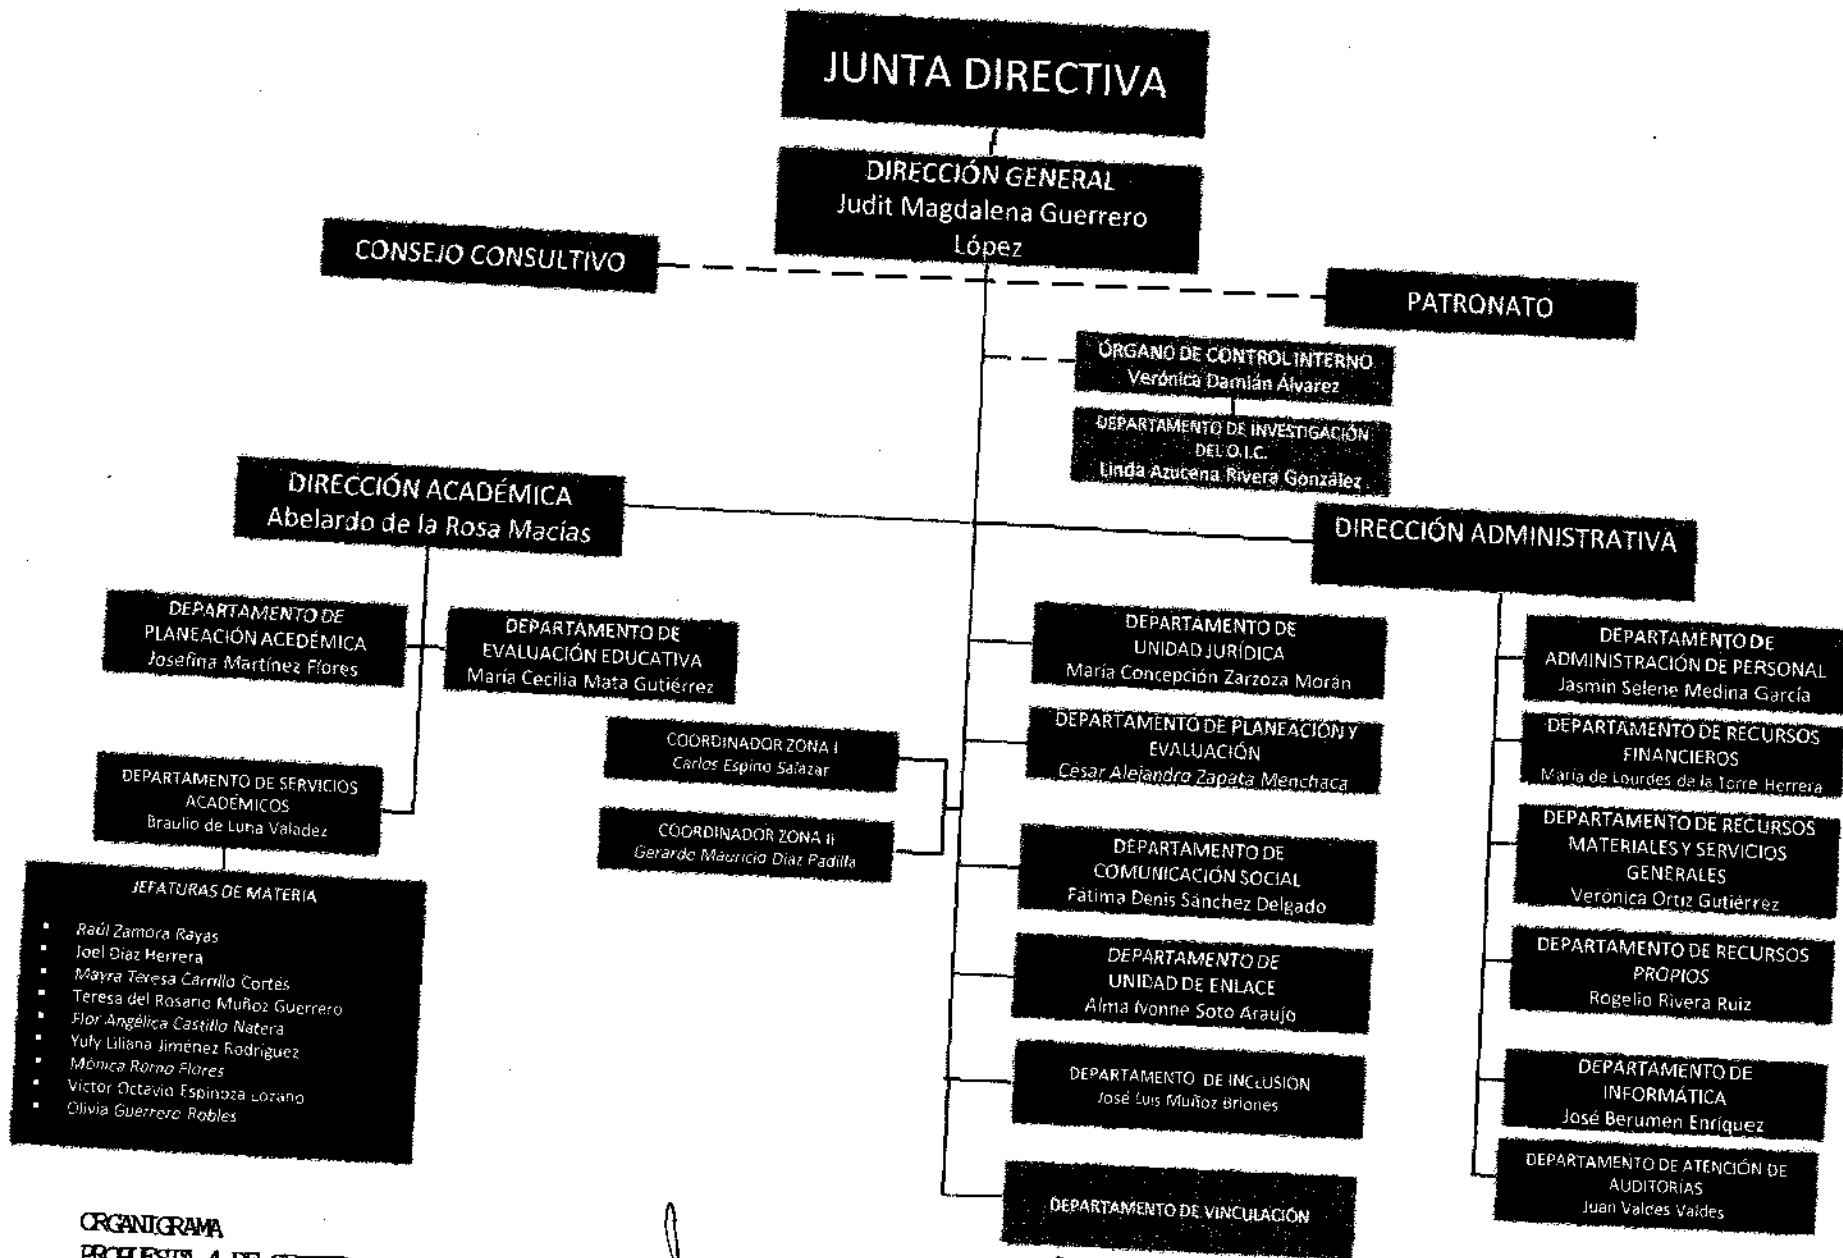 JUNTA DIRECTIVA
DIRECCIÓN GENERAL
Judit Magdalena Guerrero
López
CONSEJO CONSULTIVO
PATRONATO
ÓRGANO DE CONTROL INTERNO
Verónica Damián Álvarez
DEPARTAMENTO DE INVESTIGACIÓN
DEL O.I.C.
Linda Azucena Rivera González
DIRECCIÓN ACADÉMICA
Abelardo de la Rosa Macías
DIRECCIÓN ADMINISTRATIVA
DEPARTAMENTO DE
PLANEACIÓN ACEDÉMICA
Josefina Martínez Flores
DEPARTAMENTO DE
EVALUACIÓN EDUCATIVA
María Cecilia Mata Gutiérrez
DEPARTAMENTO DE SERVICIOS
ACADÉMICOS
Braulio de Luna Valadez
JEFATURAS DE MATERIA
▪ Raúl Zamora Rayas
▪ Joel Díaz Herrera
▪ Mayra Teresa Carrillo Cortés
▪ Teresa del Rosario Muñoz Guerrero
▪ Flor Angélica Castillo Natera
▪ Yuly Liliana Jiménez Rodríguez
▪ Mónica Romo Flores
▪ Víctor Octavio Espinoza Lozano
▪ Olivia Guerrero Robles
COORDINADOR ZONA I
Carlos Espino Salazar
COORDINADOR ZONA II
Gerardo Mauricio Díaz Padilla
DEPARTAMENTO DE
UNIDAD JURÍDICA
María Concepción Zarzoza Morán
DEPARTAMENTO DE PLANEACIÓN Y
EVALUACIÓN
César Alejandro Zapata Menchaca
DEPARTAMENTO DE
COMUNICACIÓN SOCIAL
Fátima Denis Sánchez Delgado
DEPARTAMENTO DE
UNIDAD DE ENLACE
Alma Ivonne Soto Araujo
DEPARTAMENTO DE INCLUSIÓN
José Luis Muñoz Briones
DEPARTAMENTO DE VINCULACIÓN
DEPARTAMENTO DE
ADMINISTRACIÓN DE PERSONAL
Jasmin Selene Medina García
DEPARTAMENTO DE RECURSOS
FINANCIEROS
María de Lourdes de la Torre Herrera
DEPARTAMENTO DE RECURSOS
MATERIALES Y SERVICIOS
GENERALES
Verónica Ortiz Gutiérrez
DEPARTAMENTO DE RECURSOS
PROPIOS
Rogelio Rivera Ruiz
DEPARTAMENTO DE
INFORMÁTICA
José Berumen Enríquez
DEPARTAMENTO DE ATENCIÓN DE
AUDITORÍAS
Juan Valdes Valdes
ORGANIGRAMA